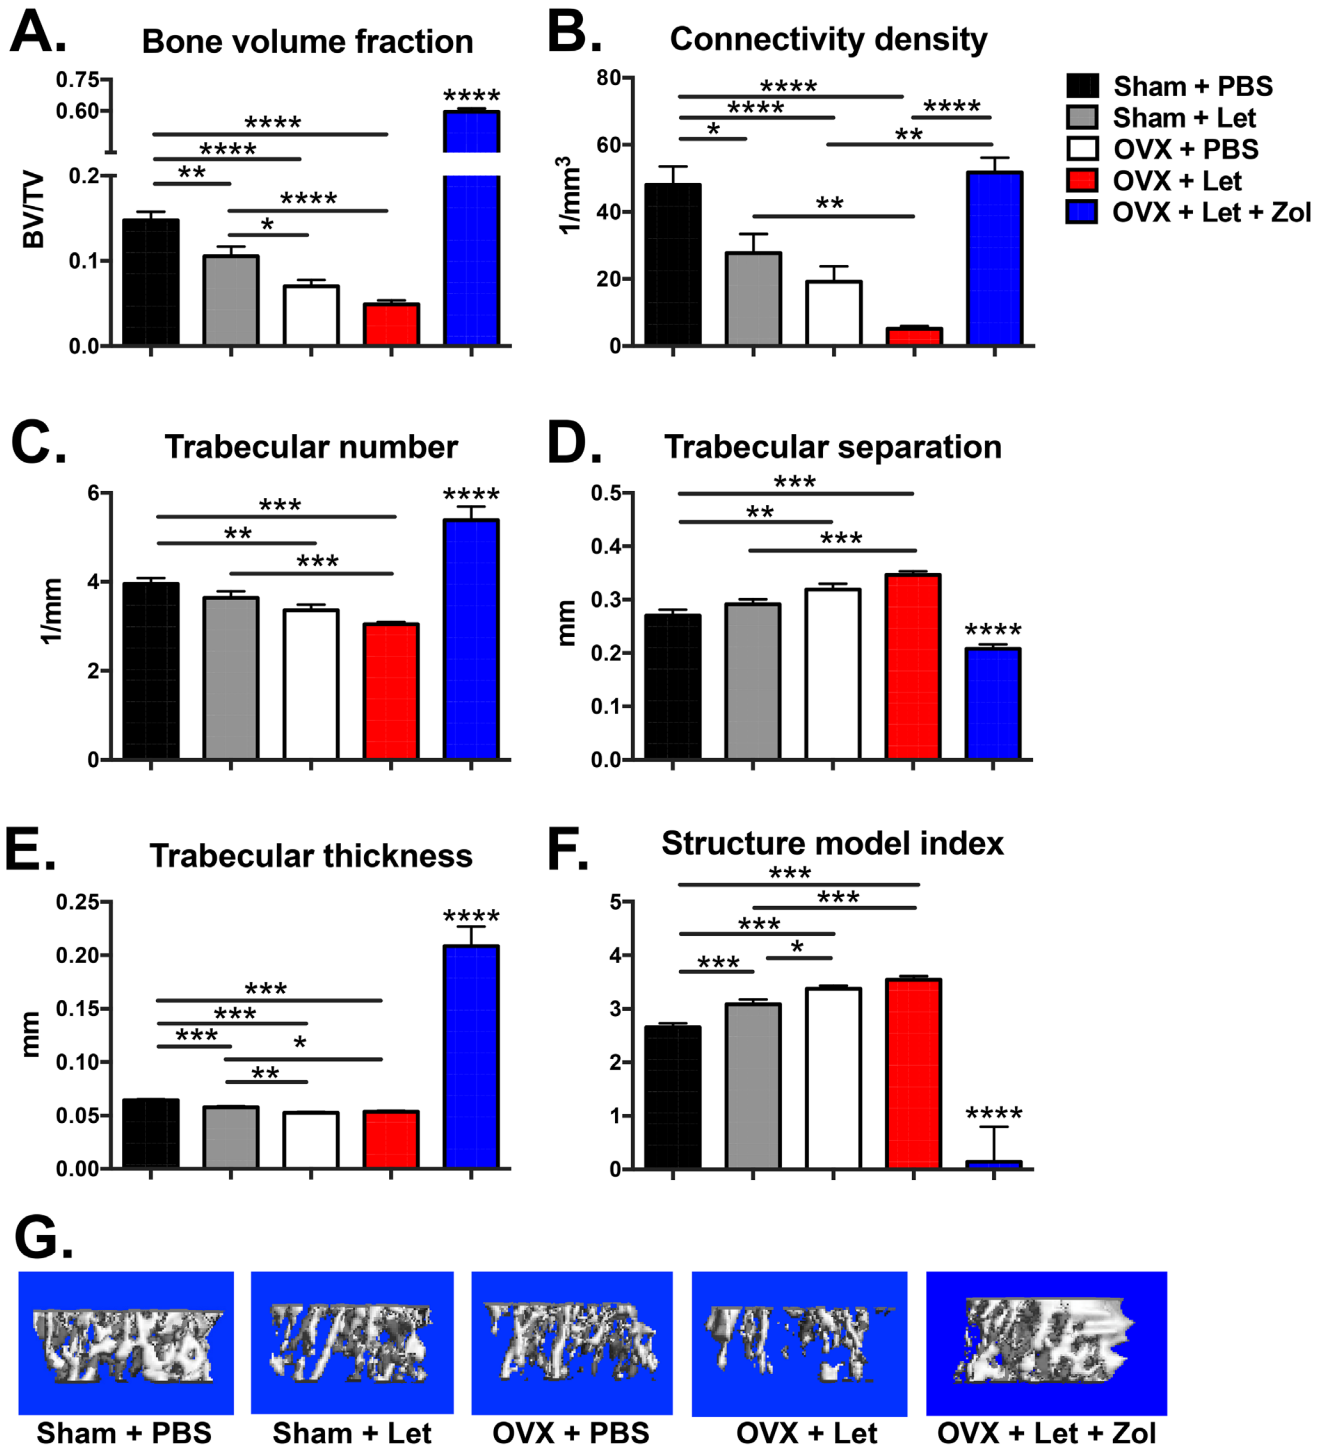 A. Bone volume fraction
0.75
0.60
0.2
0.1
0.0
BV/TV
****
****
****
**
****
*
B. Connectivity density
80
60
40
20
0
1/mm³
****
****
****
*
**
**
Sham + PBS
Sham + Let
OVX + PBS
OVX + Let
OVX + Let + Zol
C. Trabecular number
6
4
2
0
1/mm
****
***
**
***
D. Trabecular separation
0.5
0.4
0.3
0.2
0.1
0.0
mm
***
**
***
****
E. Trabecular thickness
0.25
0.20
0.15
0.10
0.05
0.00
mm
****
***
***
***
*
**
F. Structure model index
5
4
3
2
1
0
***
***
***
*
***
****
G.
Sham + PBS
Sham + Let
OVX + PBS
OVX + Let
OVX + Let + Zol